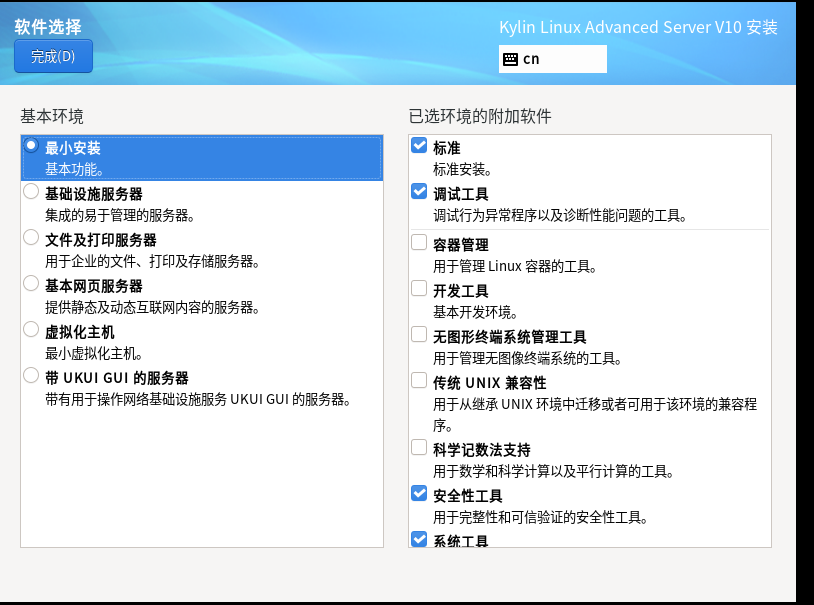 软件选择
完成(D)
Kylin Linux Advanced Server V10 安装
cn
基本环境
最小安装
基本功能。
基础设施服务器
集成的易于管理的服务器。
文件及打印服务器
用于企业的文件、打印及存储服务器。
基本网页服务器
提供静态及动态互联网内容的服务器。
虚拟化主机
最小虚拟化主机。
带 UKUI GUI 的服务器
带有用于操作网络基础设施服务 UKUI GUI 的服务器。
已选环境的附加软件
标准
标准安装。
调试工具
调试行为异常程序以及诊断性能问题的工具。
容器管理
用于管理 Linux 容器的工具。
开发工具
基本开发环境。
无图形终端系统管理工具
用于管理无图像终端系统的工具。
传统 UNIX 兼容性
用于从继承 UNIX 环境中迁移或者可用于该环境的兼容程
序。
科学记数法支持
用于数学和科学计算以及平行计算的工具。
安全性工具
用于完整性和可信验证的安全性工具。
系统工具